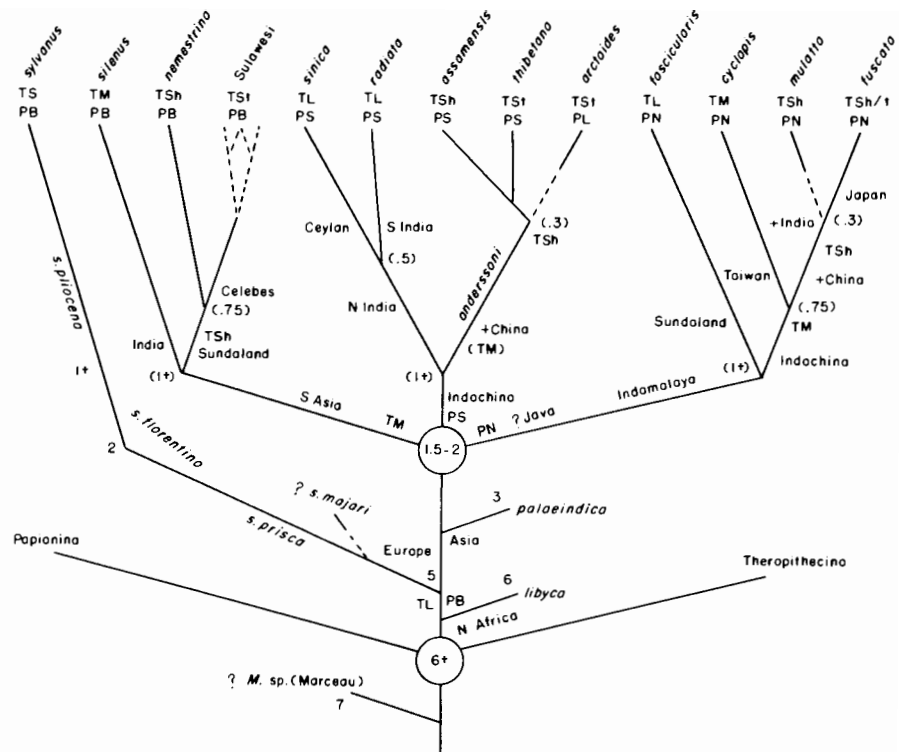 sylvanus
silenus
nemestrina
Sulawesi
sinica
radiata
assamensis
thibetana
arctoides
fascicularis
cyclopis
mulatta
fuscata
TS TM TSh TSt TL TL TSh TSt TSt TL TM TSh TSh/t
PB PB PB PB PS PS PS PS PL PN PN PN PN
Japan
Ceylan
S India
(.3)
+India
(.3)
TSh
TSh
(.5)
s. pliocena
anderssoni
Taiwan
+China
Celebes
N India
(.75)
(.75)
Sundaland
TM
+China
India
TSh
(TM)
Sundaland
1+
(1+)
(1+)
(1+)
Indochina
S Asia
Indochina
Indamalaya
PS
TM
PN ? Java
s. florentina
1.5-2
2
? s. majari
3
palaeindica
s. prisca
Papionina
Europe
Asia
Theropithecina
5
6
TL
PB
libyca
N Africa
6+
? M. sp. (Marceau)
7